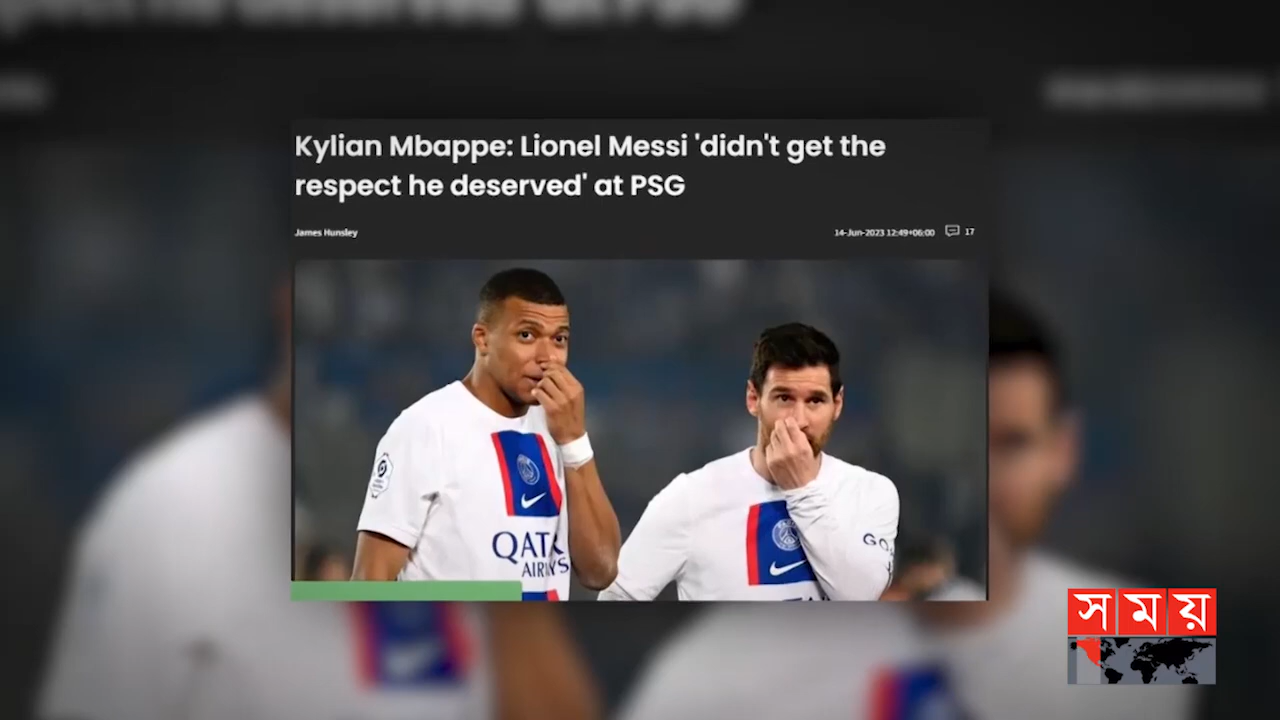 Kylian Mbappe: Lionel Messi 'didn't get the
respect he deserved' at PSG
James Hunsley
14-Jun-2023 12:49+06:00 17
QATAR
AIRWAYS
GO
সময়